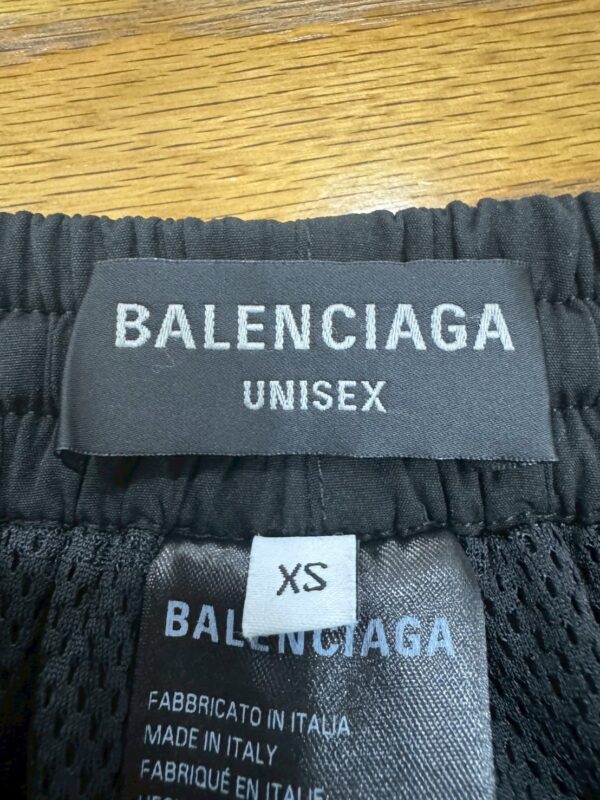 BALENCIAGA
UNISEX
XS
BALENCIAGA
FABBRICATO IN ITALIA
MADE IN ITALY
FABRIQUÉ EN ITALIE